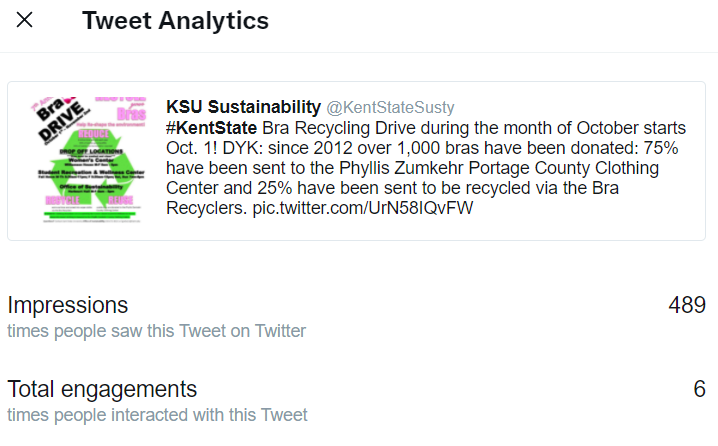 Tweet Analytics
Bra
DRIVE
Bras
REDUCE
DROP OFF LOCATIONS
Women's Center
Student Recreation & Wellness Center
Office of Sustainability
RECYCLE
REUSE
KSU Sustainability @KentStateSusty
#KentState Bra Recycling Drive during the month of October starts
Oct. 1! DYK: since 2012 over 1,000 bras have been donated: 75%
have been sent to the Phyllis Zumkehr Portage County Clothing
Center and 25% have been sent to be recycled via the Bra
Recyclers. pic.twitter.com/UrN58IQvFW
Impressions
489
times people saw this Tweet on Twitter
Total engagements
6
times people interacted with this Tweet